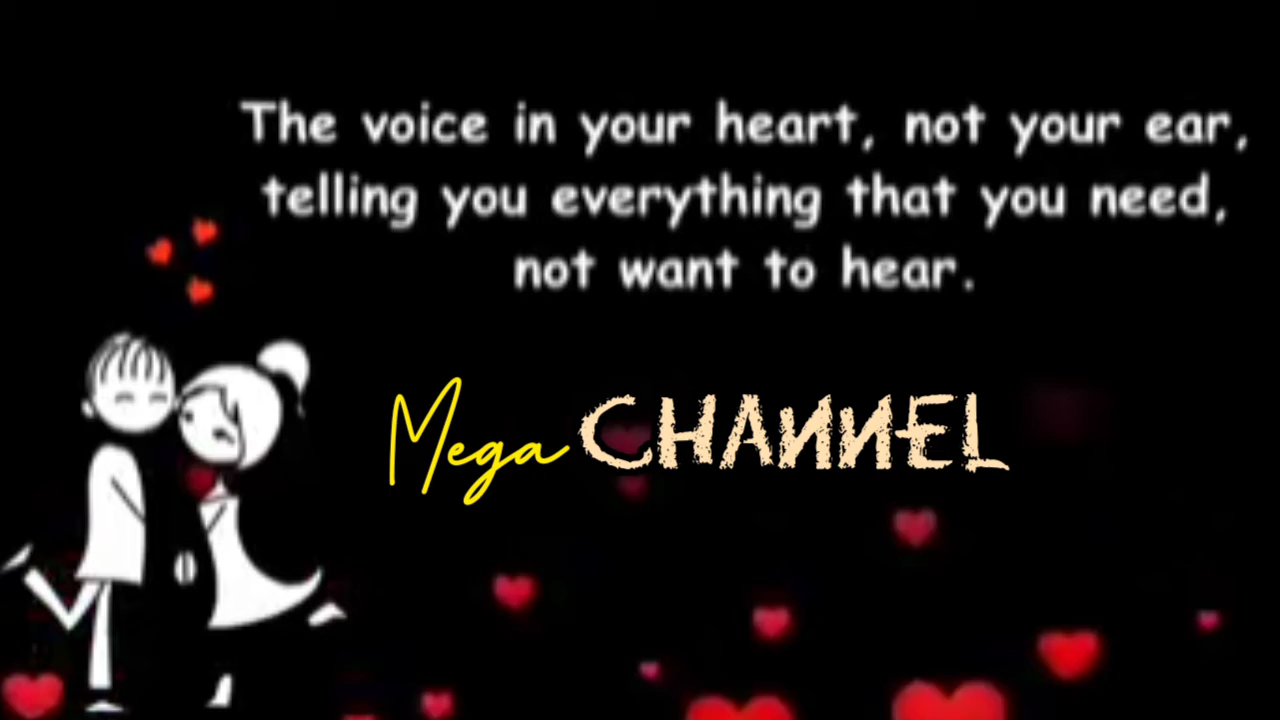 The voice in your heart, not your ear,
telling you everything that you need,
not want to hear.
Mega CHANNEL